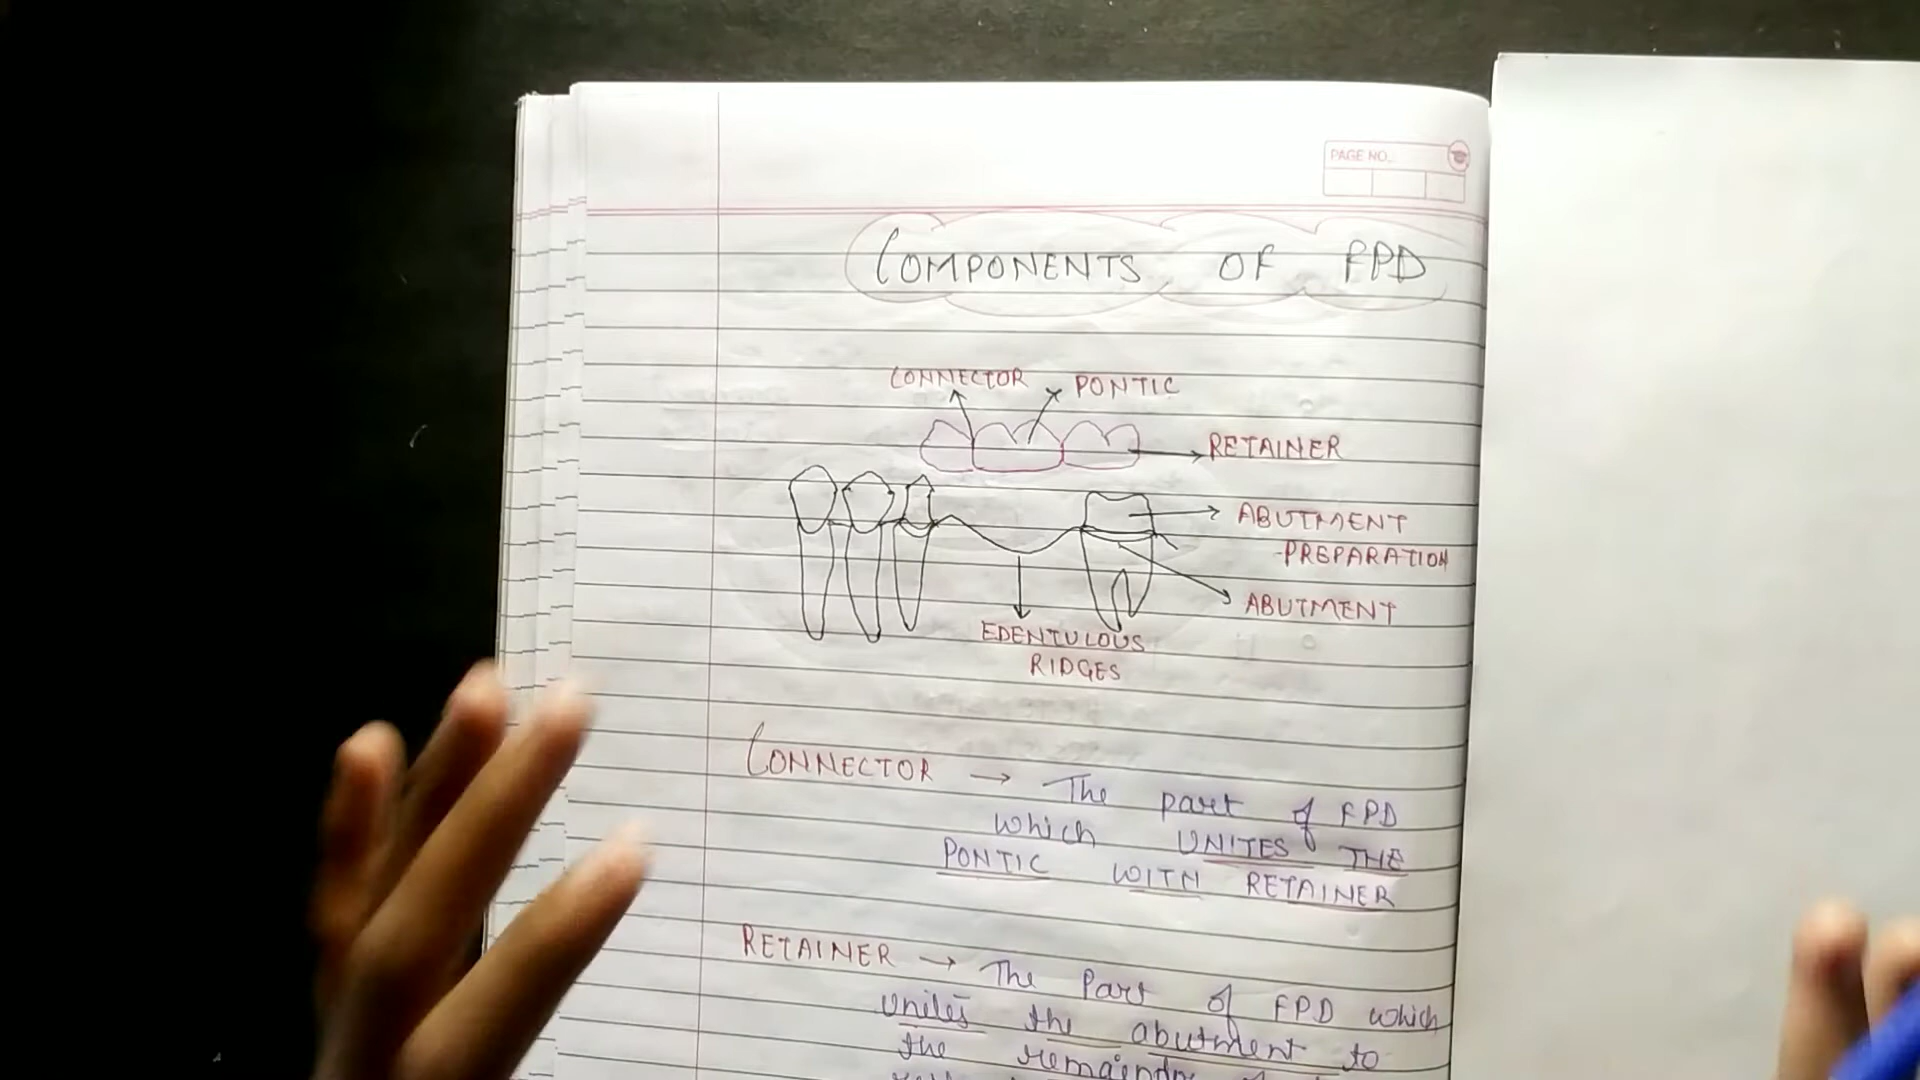 PAGE NO.
COMPONENTS OF FPD
CONNECTOR PONTIC
RETAINER
ABUTMENT
PREPARATION
ABUTMENT
EDENTULOUS
RIDGES
CONNECTOR → The part of FPD
which UNITES THE
PONTIC WITH RETAINER
RETAINER → The Part of FPD which
unites the abutment to
the remainder